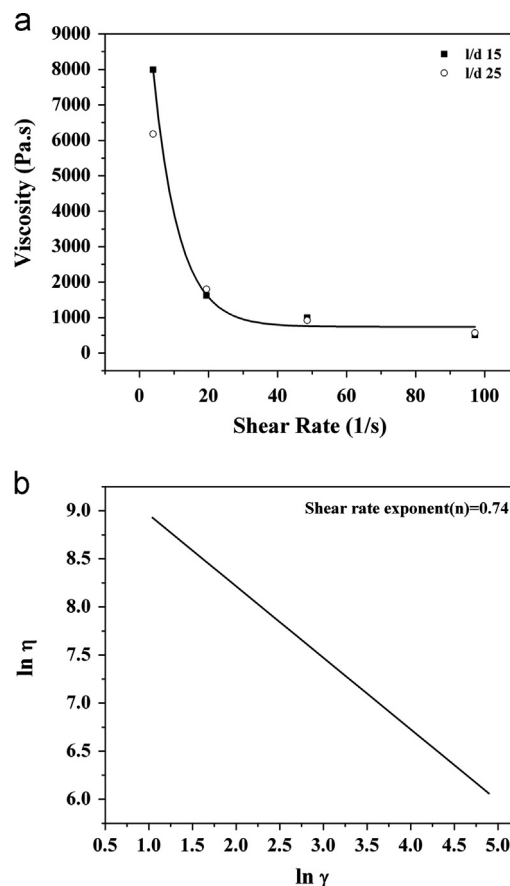 a
9000
8000
7000
6000
5000
4000
3000
2000
1000
0
Viscosity (Pa.s)
l/d 15
l/d 25
0 20 40 60 80 100
Shear Rate (1/s)
b
Shear rate exponent(n)=0.74
9.0
8.5
8.0
7.5
7.0
6.5
6.0
ln η
0.5 1.0 1.5 2.0 2.5 3.0 3.5 4.0 4.5 5.0
ln γ